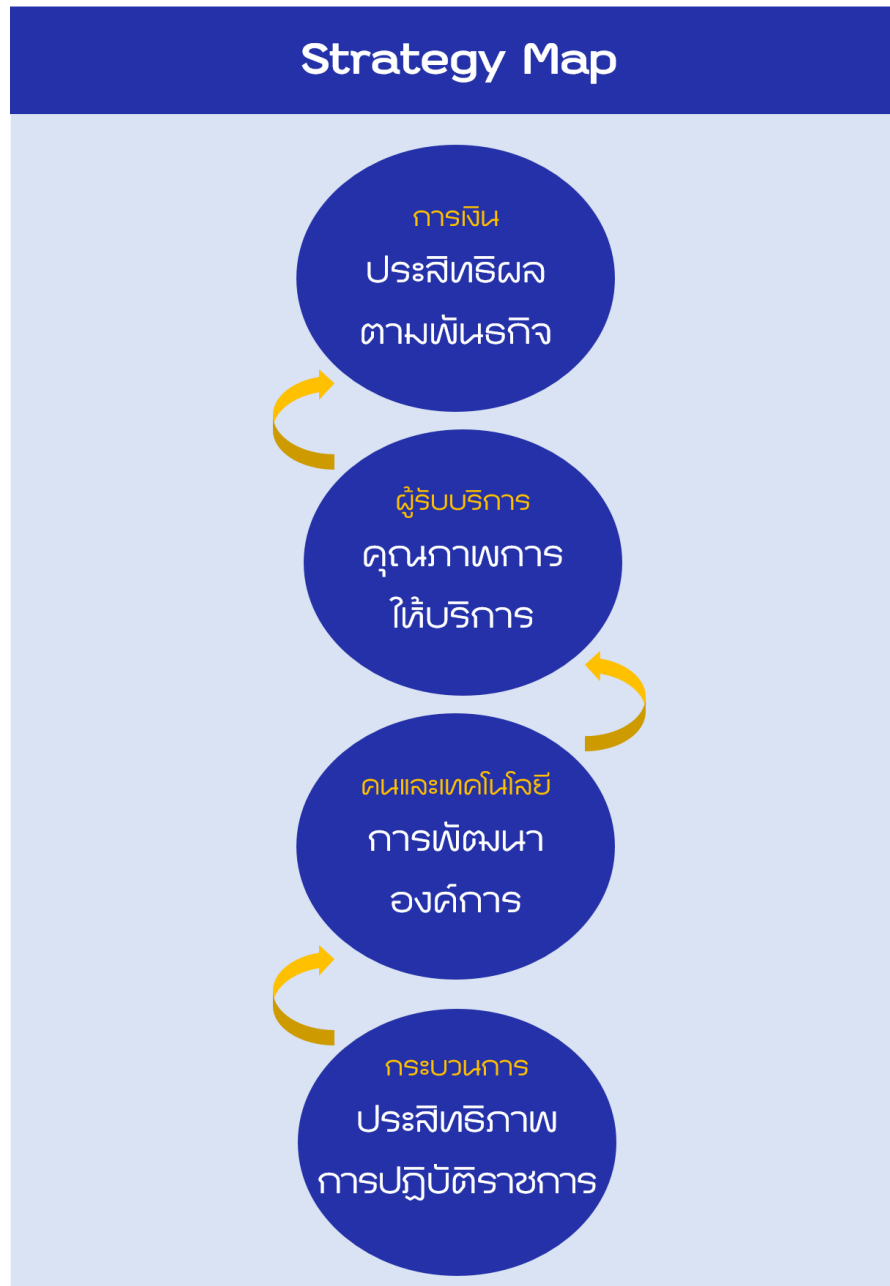 Strategy Map
การเงิน
ประสิทธิผล
ตามพันธกิจ
ผู้รับบริการ
คุณภาพการ
ให้บริการ
คนและเทคโนโลยี
การพัฒนา
องค์การ
กระบวนการ
ประสิทธิภาพ
การปฏิบัติราชการ